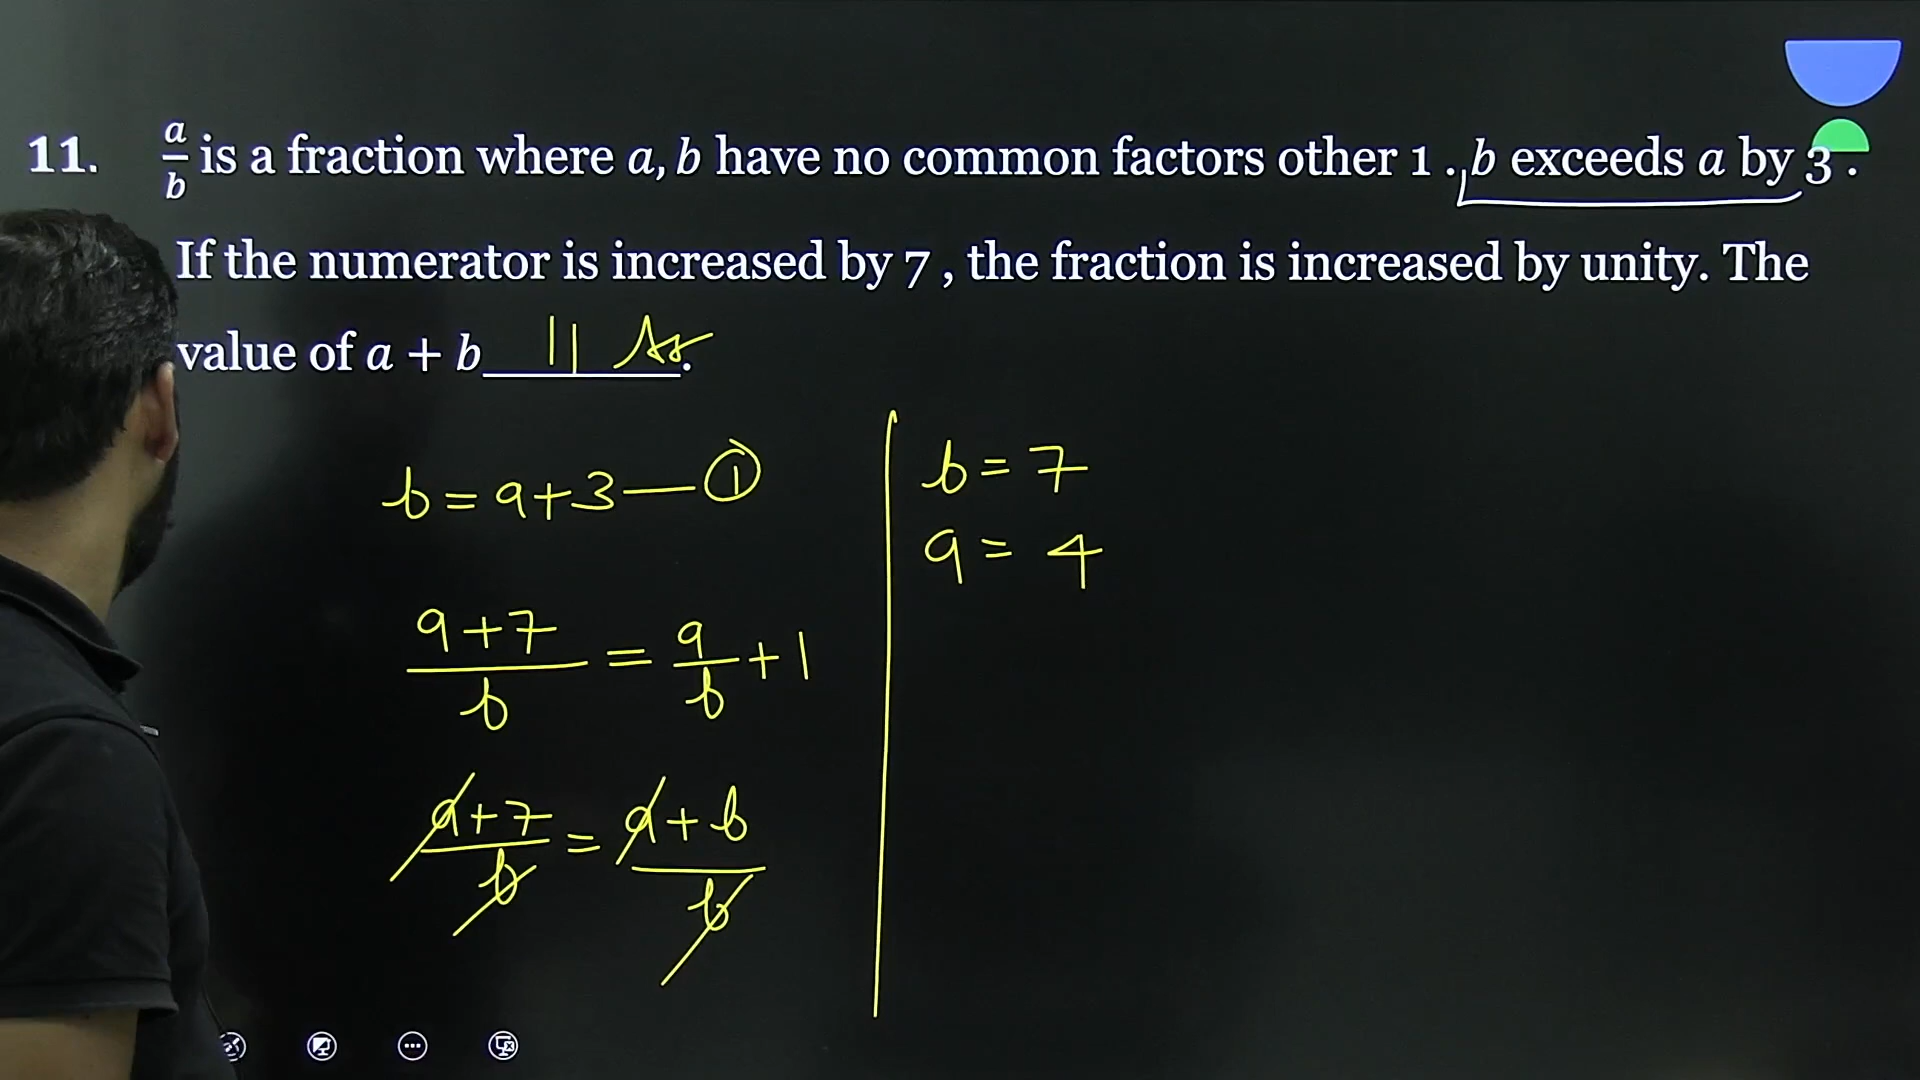 11. a/b is a fraction where a, b have no common factors other 1 . b exceeds a by 3 .
If the numerator is increased by 7 , the fraction is increased by unity. The
value of a + b 11 .
b = a+3 — ①
a+7/b = a/b + 1
a+7/b = a+b/b
b = 7
a = 4